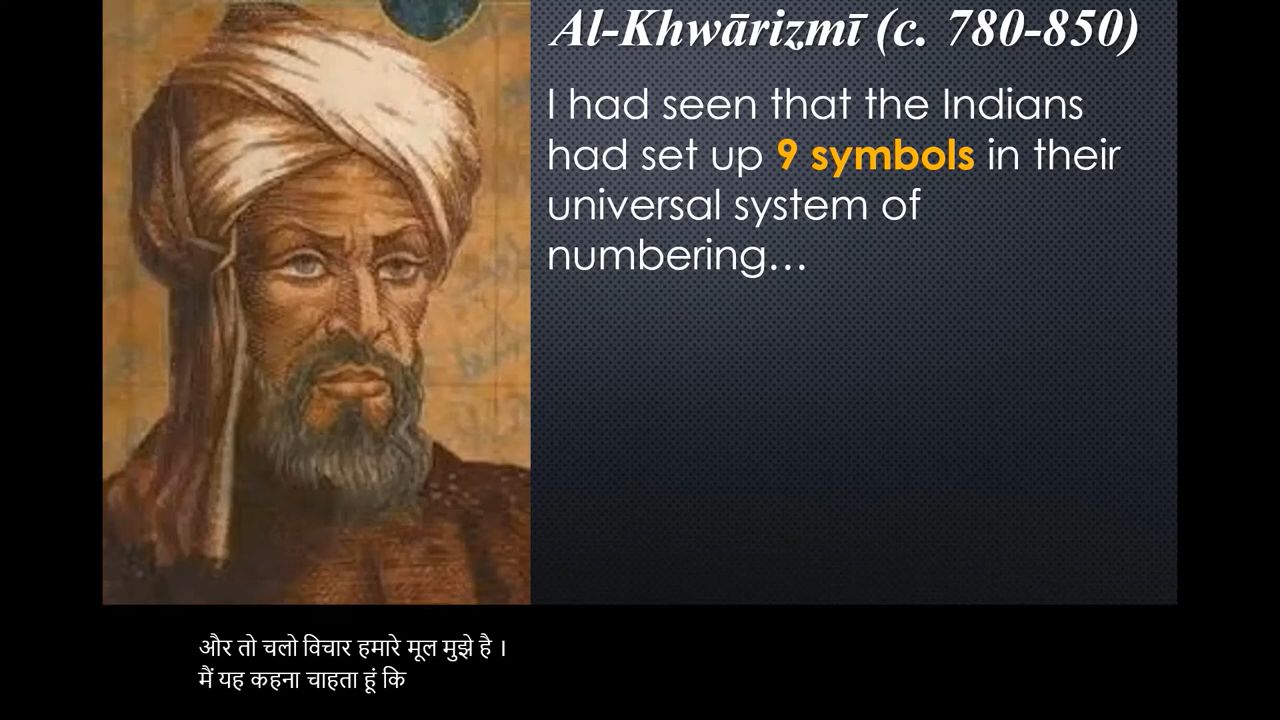 Al-Khwārizmī (c. 780-850)
I had seen that the Indians
had set up 9 symbols in their
universal system of
numbering...
और तो चलो विचार हमारे मूल मुझे है ।
मैं यह कहना चाहता हूं कि